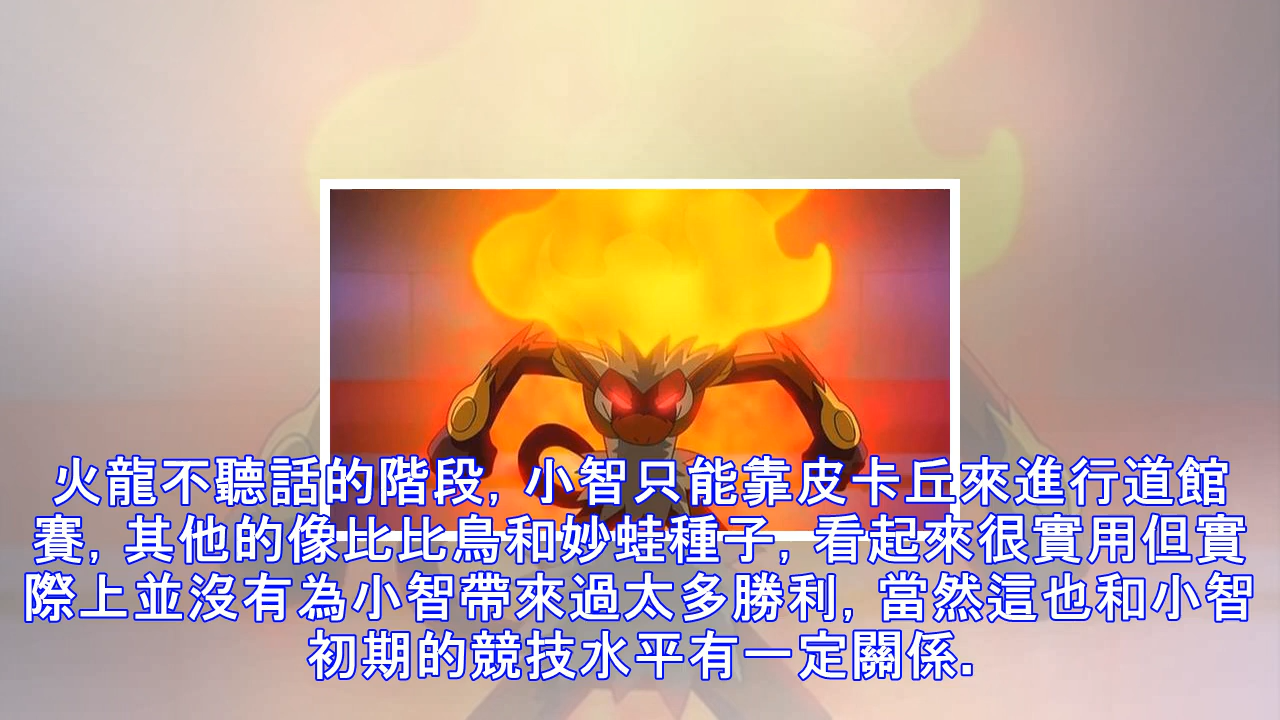 火龍不聽話的階段, 小智只能靠皮卡丘來進行道館
賽, 其他的像比比鳥和妙蛙種子, 看起來很實用但實
際上並沒有為小智帶來過太多勝利, 當然這也和小智
初期的競技水平有一定關係.